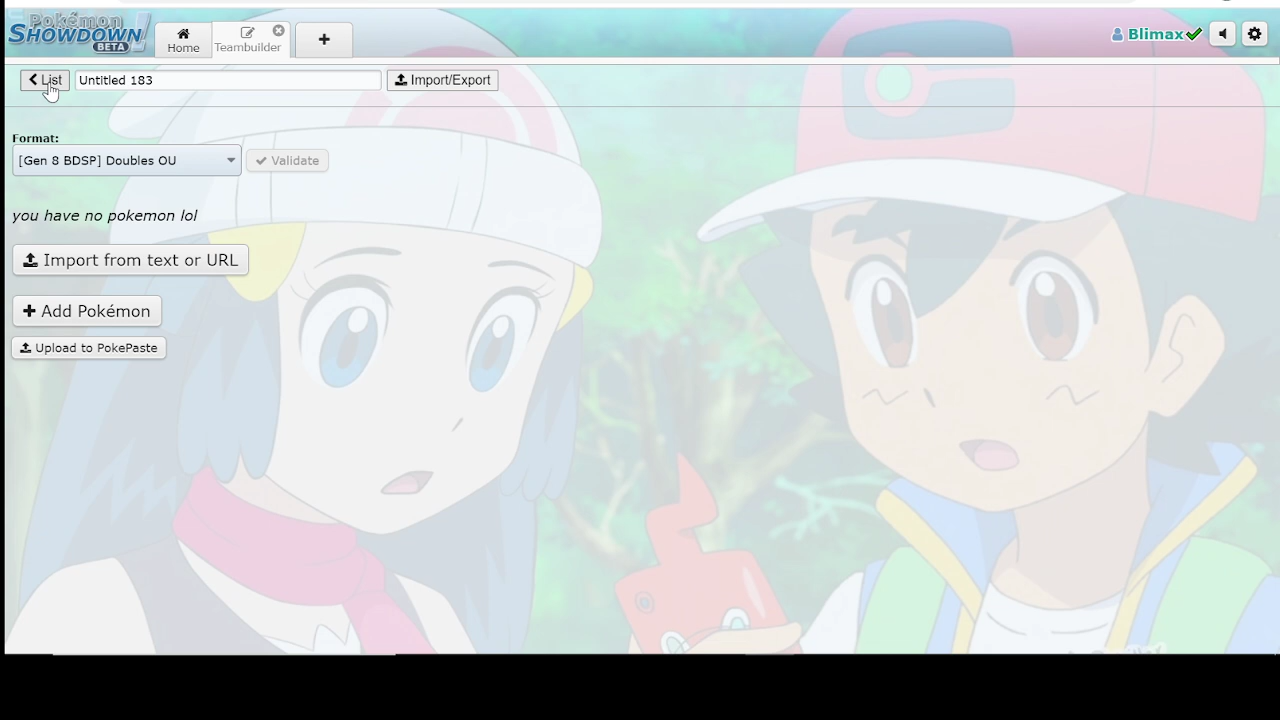 Pokémon
SHOWDOWN!
BETA
Home
Teambuilder
+
Blimax
List
Untitled 183
Import/Export
Format:
[Gen 8 BDSP] Doubles OU
Validate
you have no pokemon lol
Import from text or URL
Add Pokémon
Upload to PokePaste